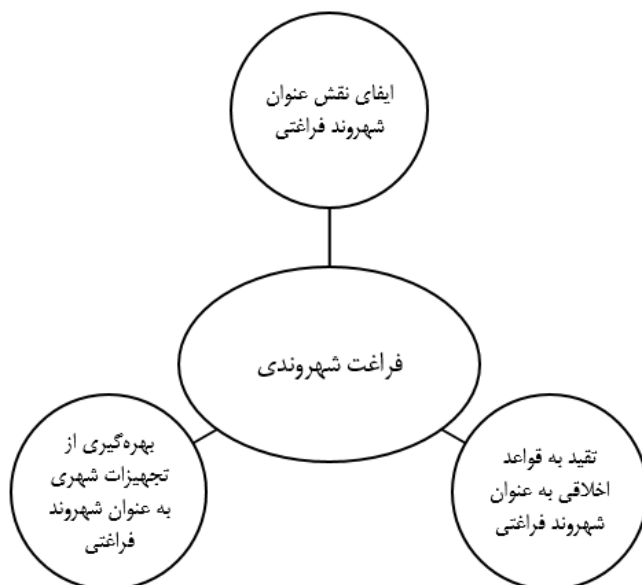 ایفای نقش عنوان
شهروند فراغتی
فراغت شهروندی
تقید به قواعد
اخلاقی به عنوان
شهروند فراغتی
بهره‌گیری از
تجهیزات شهری
به عنوان شهروند
فراغتی